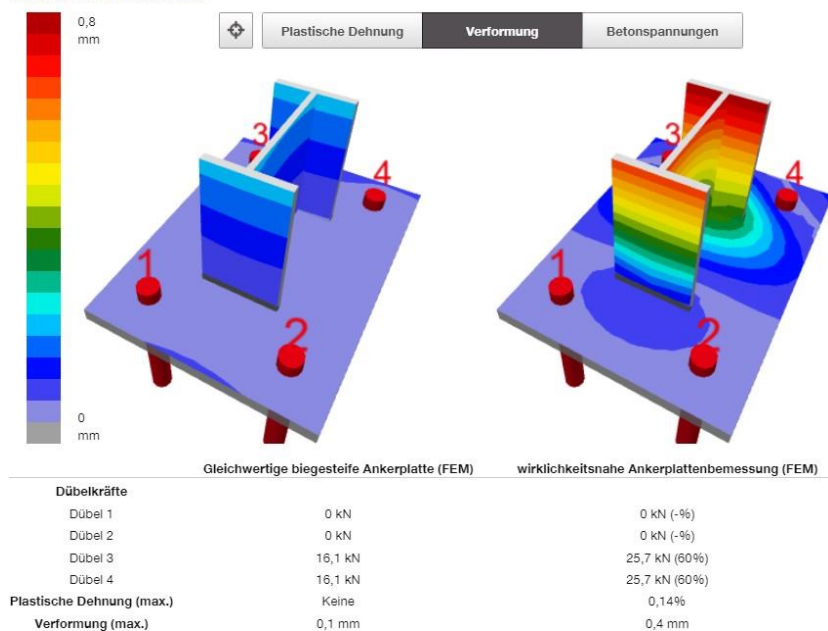 0,8
mm
Plastische Dehnung Verformung Betonspannungen
3
4
1
2
3
4
1
2
0
mm
Gleichwertige biegesteife Ankerplatte (FEM) wirklichkeitsnahe Ankerplattenbemessung (FEM)
Dübelkräfte
Dübel 1 0 kN 0 kN (-%)
Dübel 2 0 kN 0 kN (-%)
Dübel 3 16,1 kN 25,7 kN (60%)
Dübel 4 16,1 kN 25,7 kN (60%)
Plastische Dehnung (max.) Keine 0,14%
Verformung (max.) 0,1 mm 0,4 mm